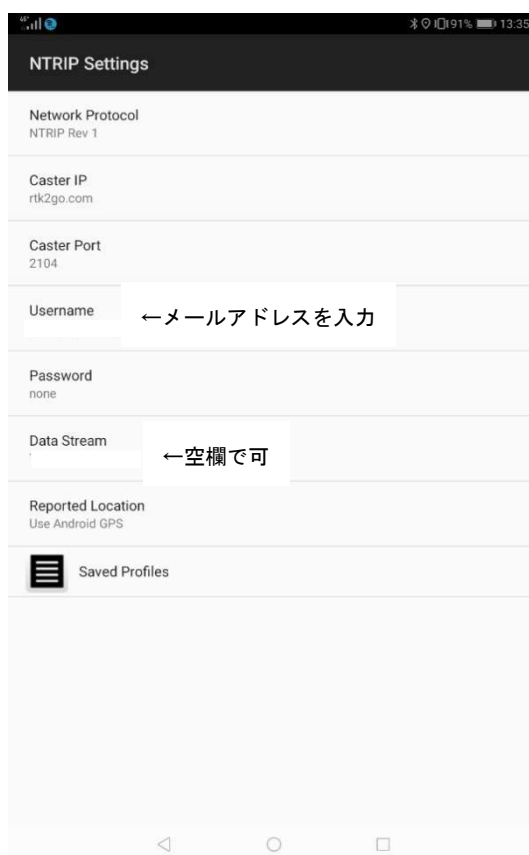 91% 13:35
NTRIP Settings
Network Protocol
NTRIP Rev 1
Caster IP
rtk2go.com
Caster Port
2104
Username
←メールアドレスを入力
Password
none
Data Stream
←空欄で可
Reported Location
Use Android GPS
Saved Profiles